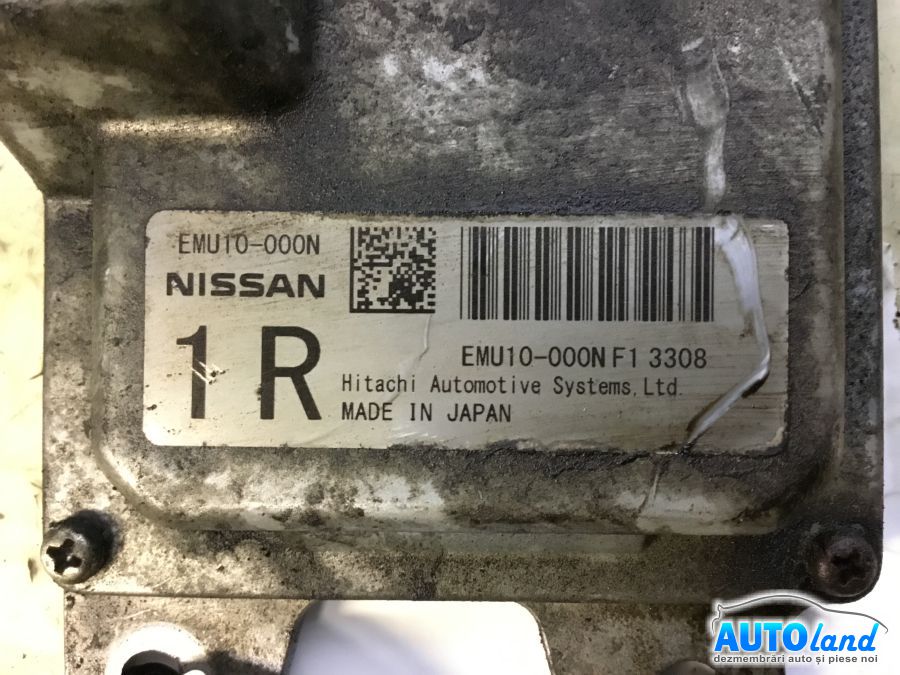 EMU10-000N
NISSAN
1R
EMU10-000N F1 3308
Hitachi Automotive Systems, Ltd.
MADE IN JAPAN
AUTOland
dezmembrări auto și piese noi